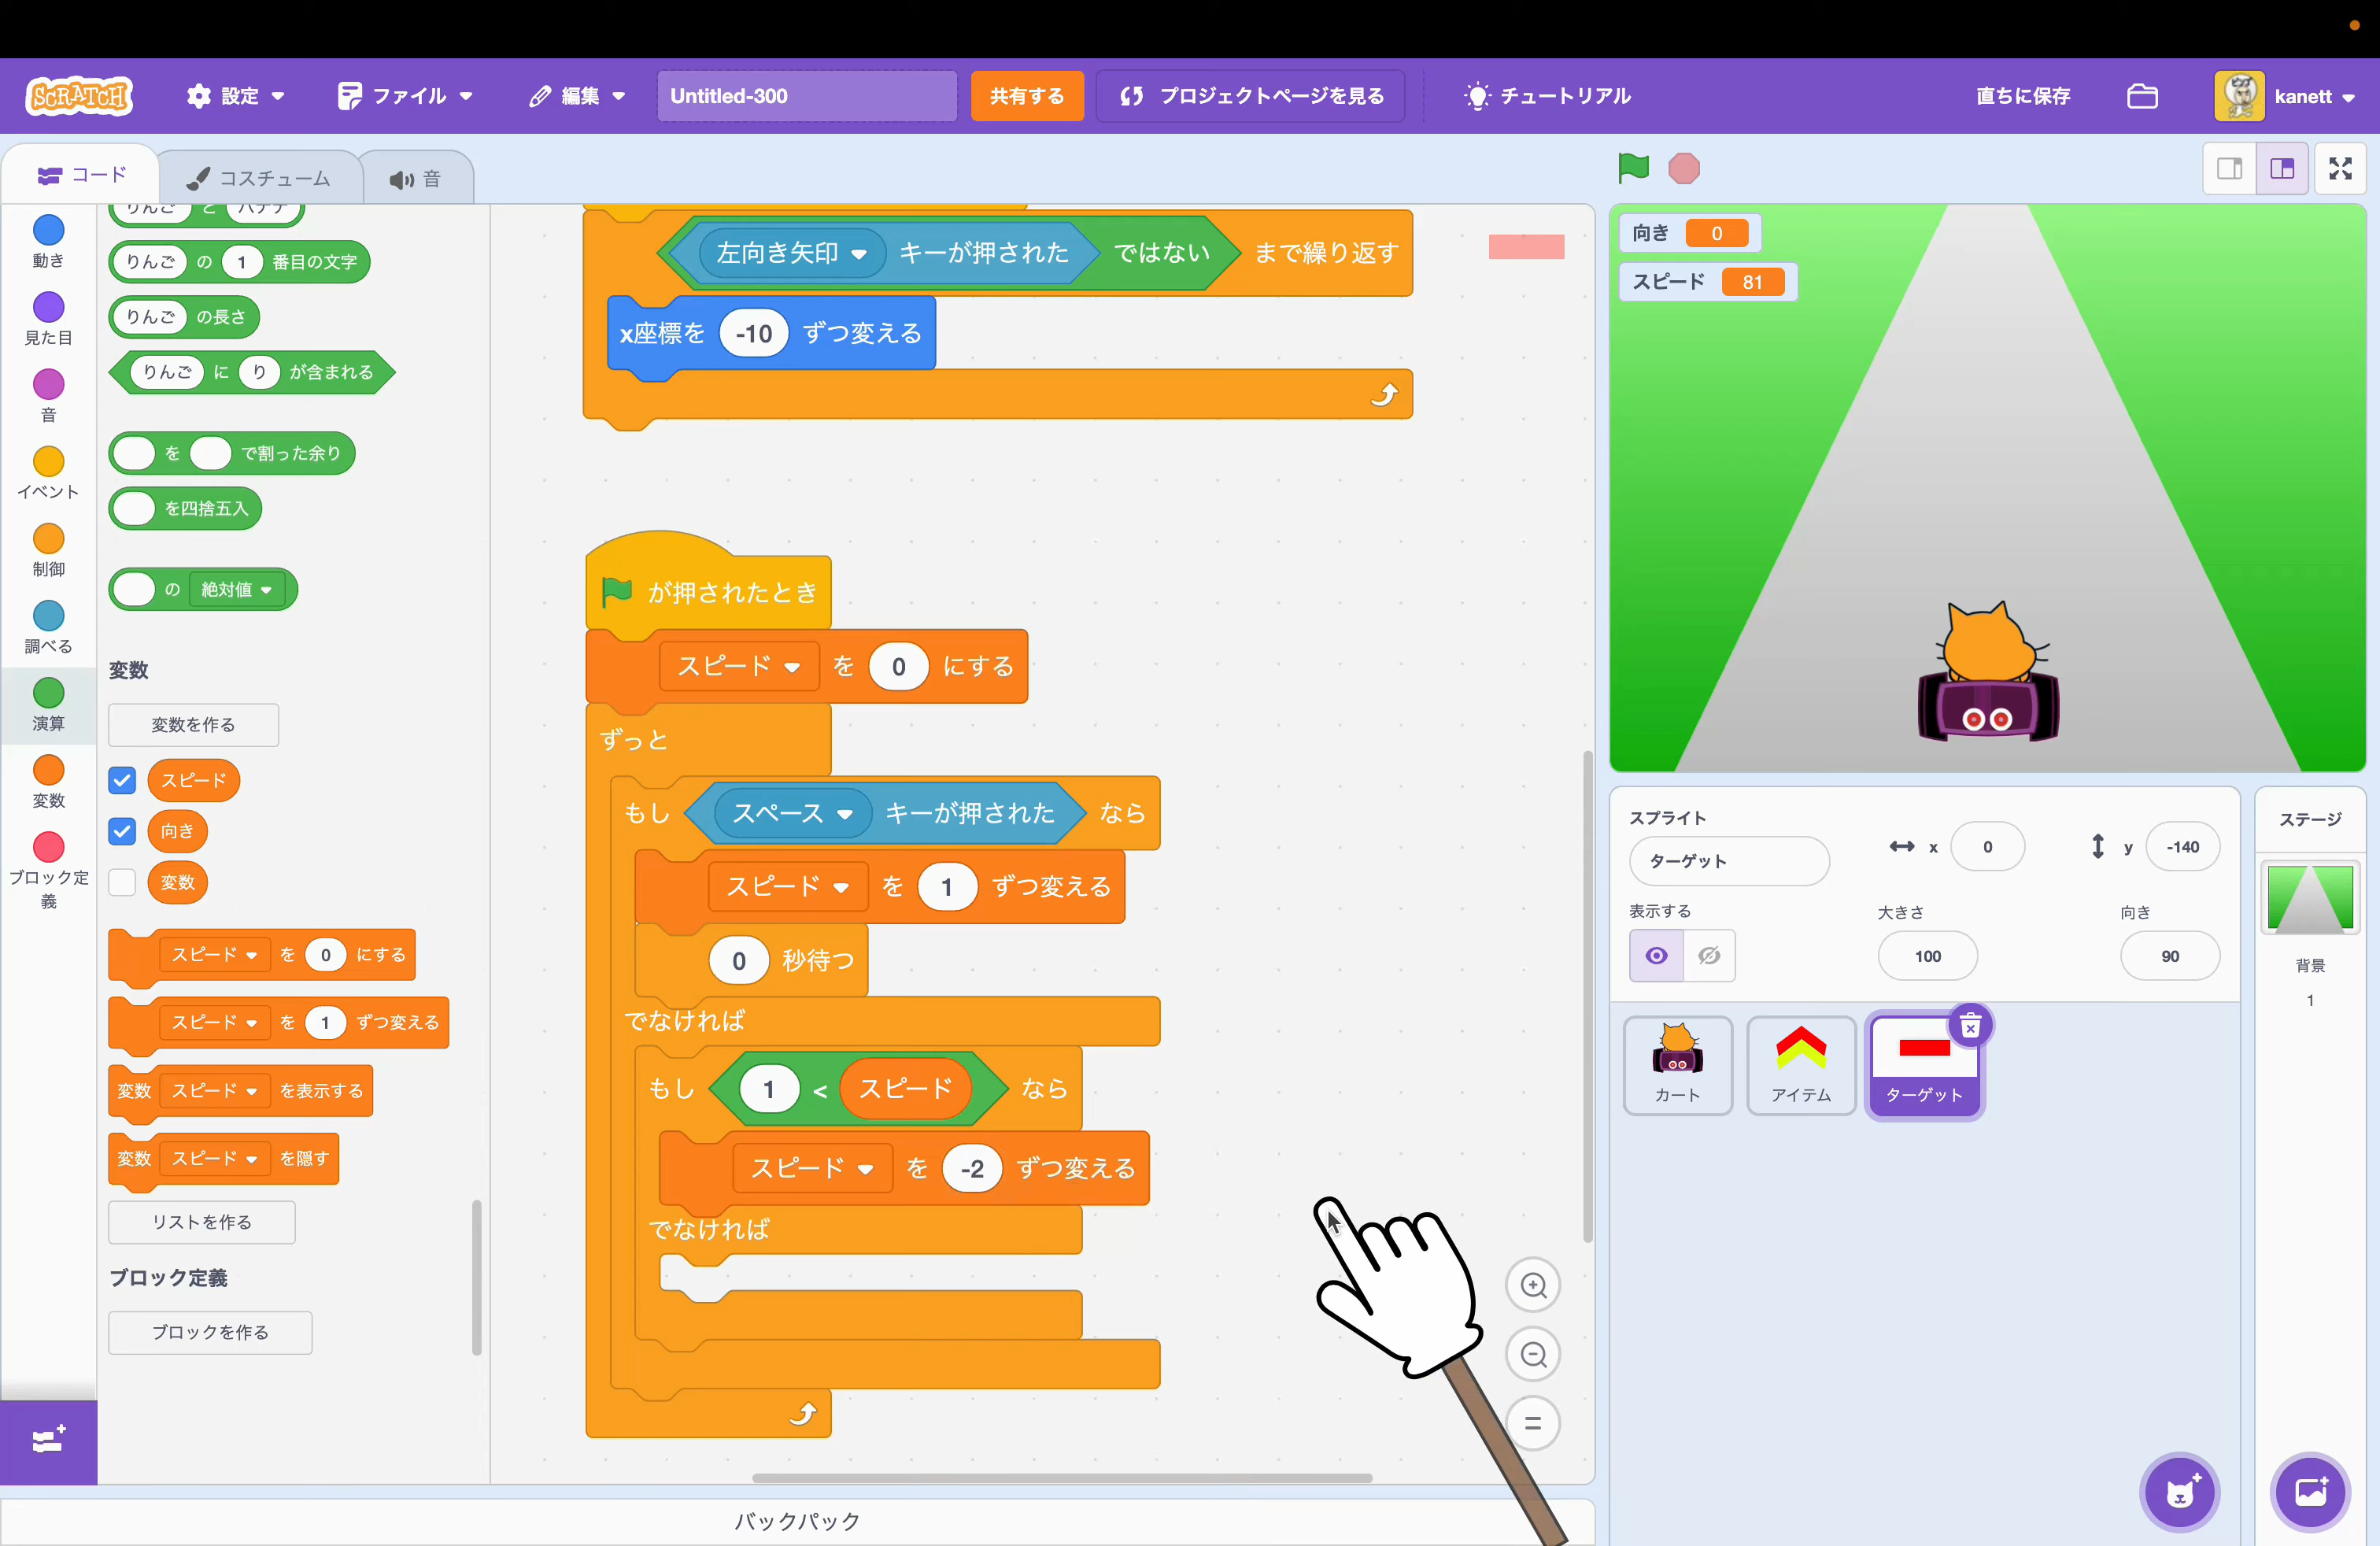 SCRATCH 設定 ファイル 編集 Untitled-300 共有する プロジェクトページを見る チュートリアル 直ちに保存 kanett
コード コスチューム 音
動き
見た目
音
イベント
制御
調べる
演算
変数
ブロック定義
りんご と バナナ
りんご の 1 番目の文字
りんご の長さ
りんご に り が含まれる
を で割った余り
を四捨五入
の 絶対値
変数
変数を作る
スピード
向き
変数
スピード を 0 にする
スピード を 1 ずつ変える
変数 スピード を表示する
変数 スピード を隠す
リストを作る
ブロック定義
ブロックを作る
左向き矢印 キーが押された ではない まで繰り返す
x座標を -10 ずつ変える
が押されたとき
スピード を 0 にする
ずっと
もし スペース キーが押された なら
スピード を 1 ずつ変える
0 秒待つ
でなければ
もし 1 < スピード なら
スピード を -2 ずつ変える
でなければ
バックパック
向き 0
スピード 81
スプライト
ターゲット x 0 y -140
表示する 大きさ 向き
100 90
カート アイテム ターゲット
ステージ
背景
1